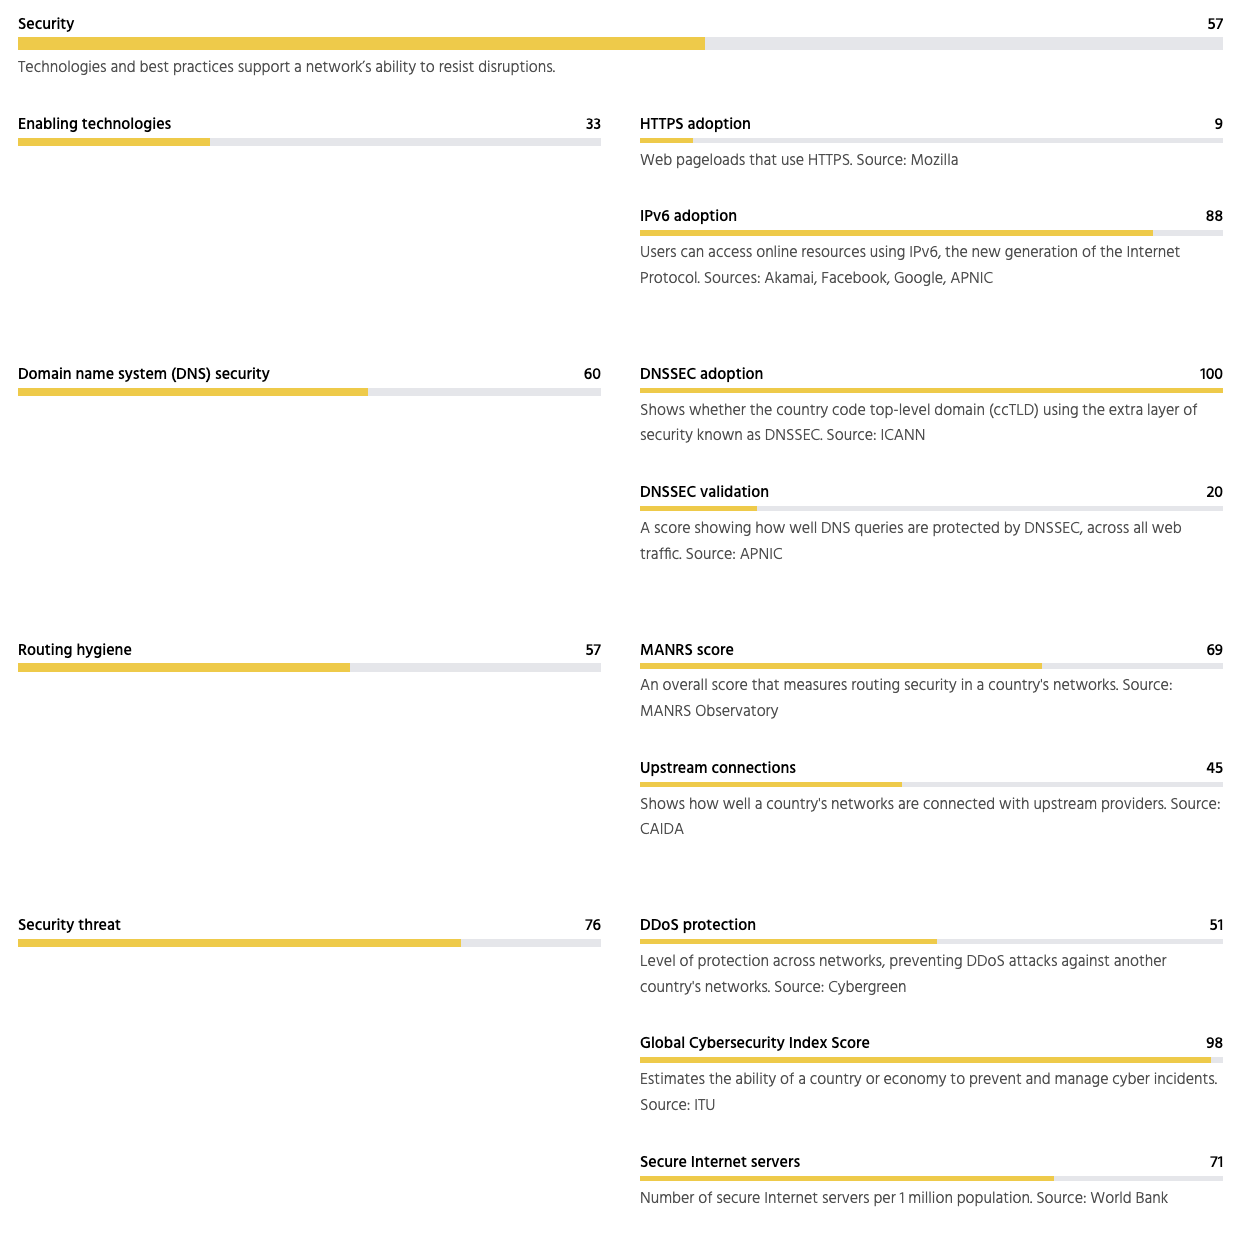 Security 57
Technologies and best practices support a network's ability to resist disruptions.
Enabling technologies 33
HTTPS adoption 9
Web pageloads that use HTTPS. Source: Mozilla
IPv6 adoption 88
Users can access online resources using IPv6, the new generation of the Internet
Protocol. Sources: Akamai, Facebook, Google, APNIC
Domain name system (DNS) security 60
DNSSEC adoption 100
Shows whether the country code top-level domain (ccTLD) using the extra layer of
security known as DNSSEC. Source: ICANN
DNSSEC validation 20
A score showing how well DNS queries are protected by DNSSEC, across all web
traffic. Source: APNIC
Routing hygiene 57
MANRS score 69
An overall score that measures routing security in a country's networks. Source:
MANRS Observatory
Upstream connections 45
Shows how well a country's networks are connected with upstream providers. Source:
CAIDA
Security threat 76
DDoS protection 51
Level of protection across networks, preventing DDoS attacks against another
country's networks. Source: Cybergreen
Global Cybersecurity Index Score 98
Estimates the ability of a country or economy to prevent and manage cyber incidents.
Source: ITU
Secure Internet servers 71
Number of secure Internet servers per 1 million population. Source: World Bank